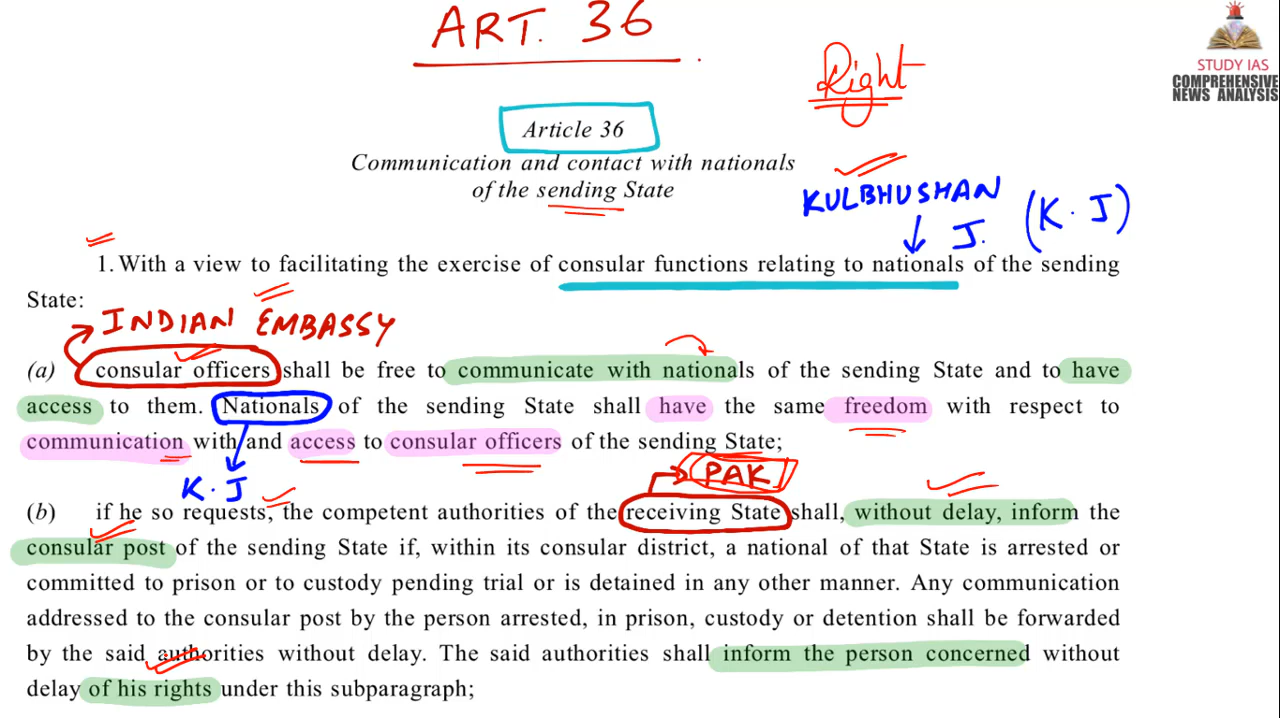 ART. 36
Right
STUDY IAS
COMPREHENSIVE
NEWS ANALYSIS
Article 36
Communication and contact with nationals
of the sending State
KULBHUSHAN
J. (K.J)
1. With a view to facilitating the exercise of consular functions relating to nationals of the sending
State:
INDIAN EMBASSY
(a) consular officers shall be free to communicate with nationals of the sending State and to have
access to them. Nationals of the sending State shall have the same freedom with respect to
communication with and access to consular officers of the sending State;
PAK
K.J
(b) if he so requests, the competent authorities of the receiving State shall, without delay, inform the
consular post of the sending State if, within its consular district, a national of that State is arrested or
committed to prison or to custody pending trial or is detained in any other manner. Any communication
addressed to the consular post by the person arrested, in prison, custody or detention shall be forwarded
by the said authorities without delay. The said authorities shall inform the person concerned without
delay of his rights under this subparagraph;